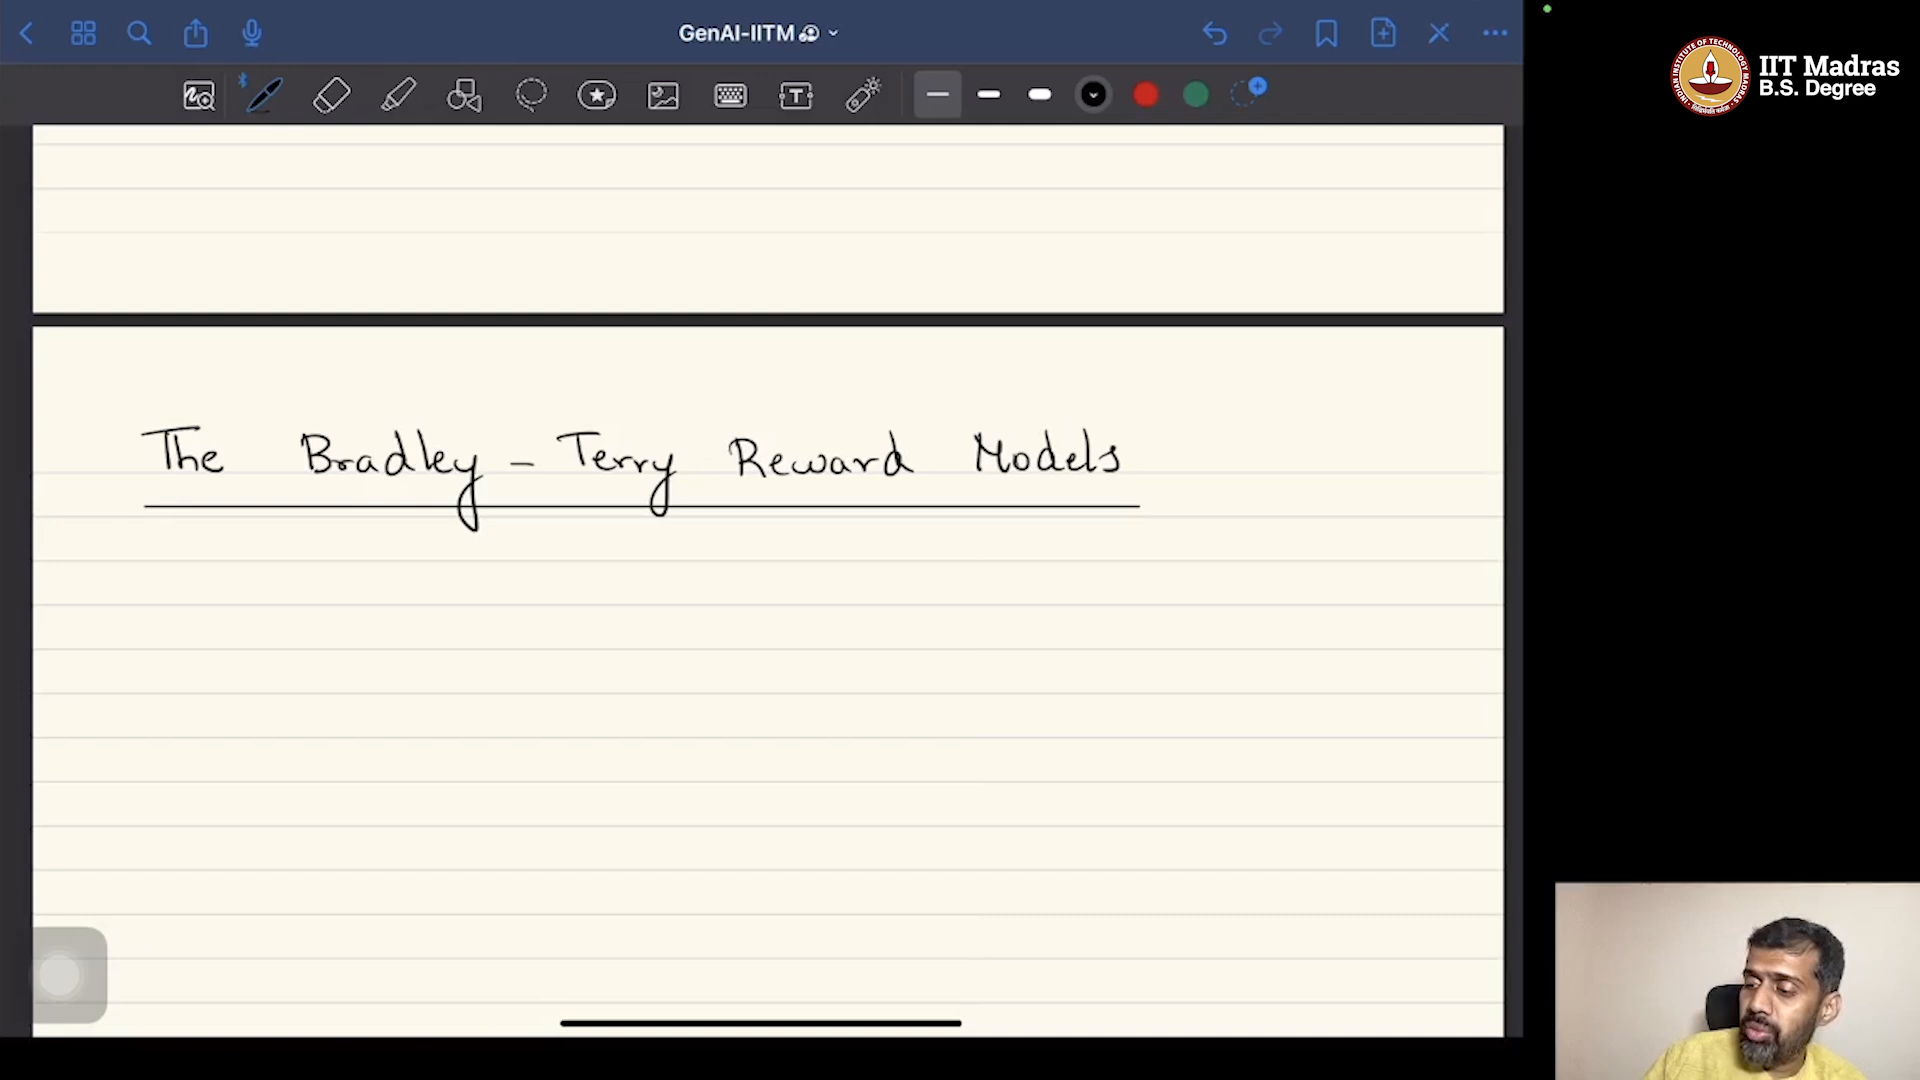 GenAI-IITM
IIT Madras
B.S. Degree
The Bradley - Terry Reward Models